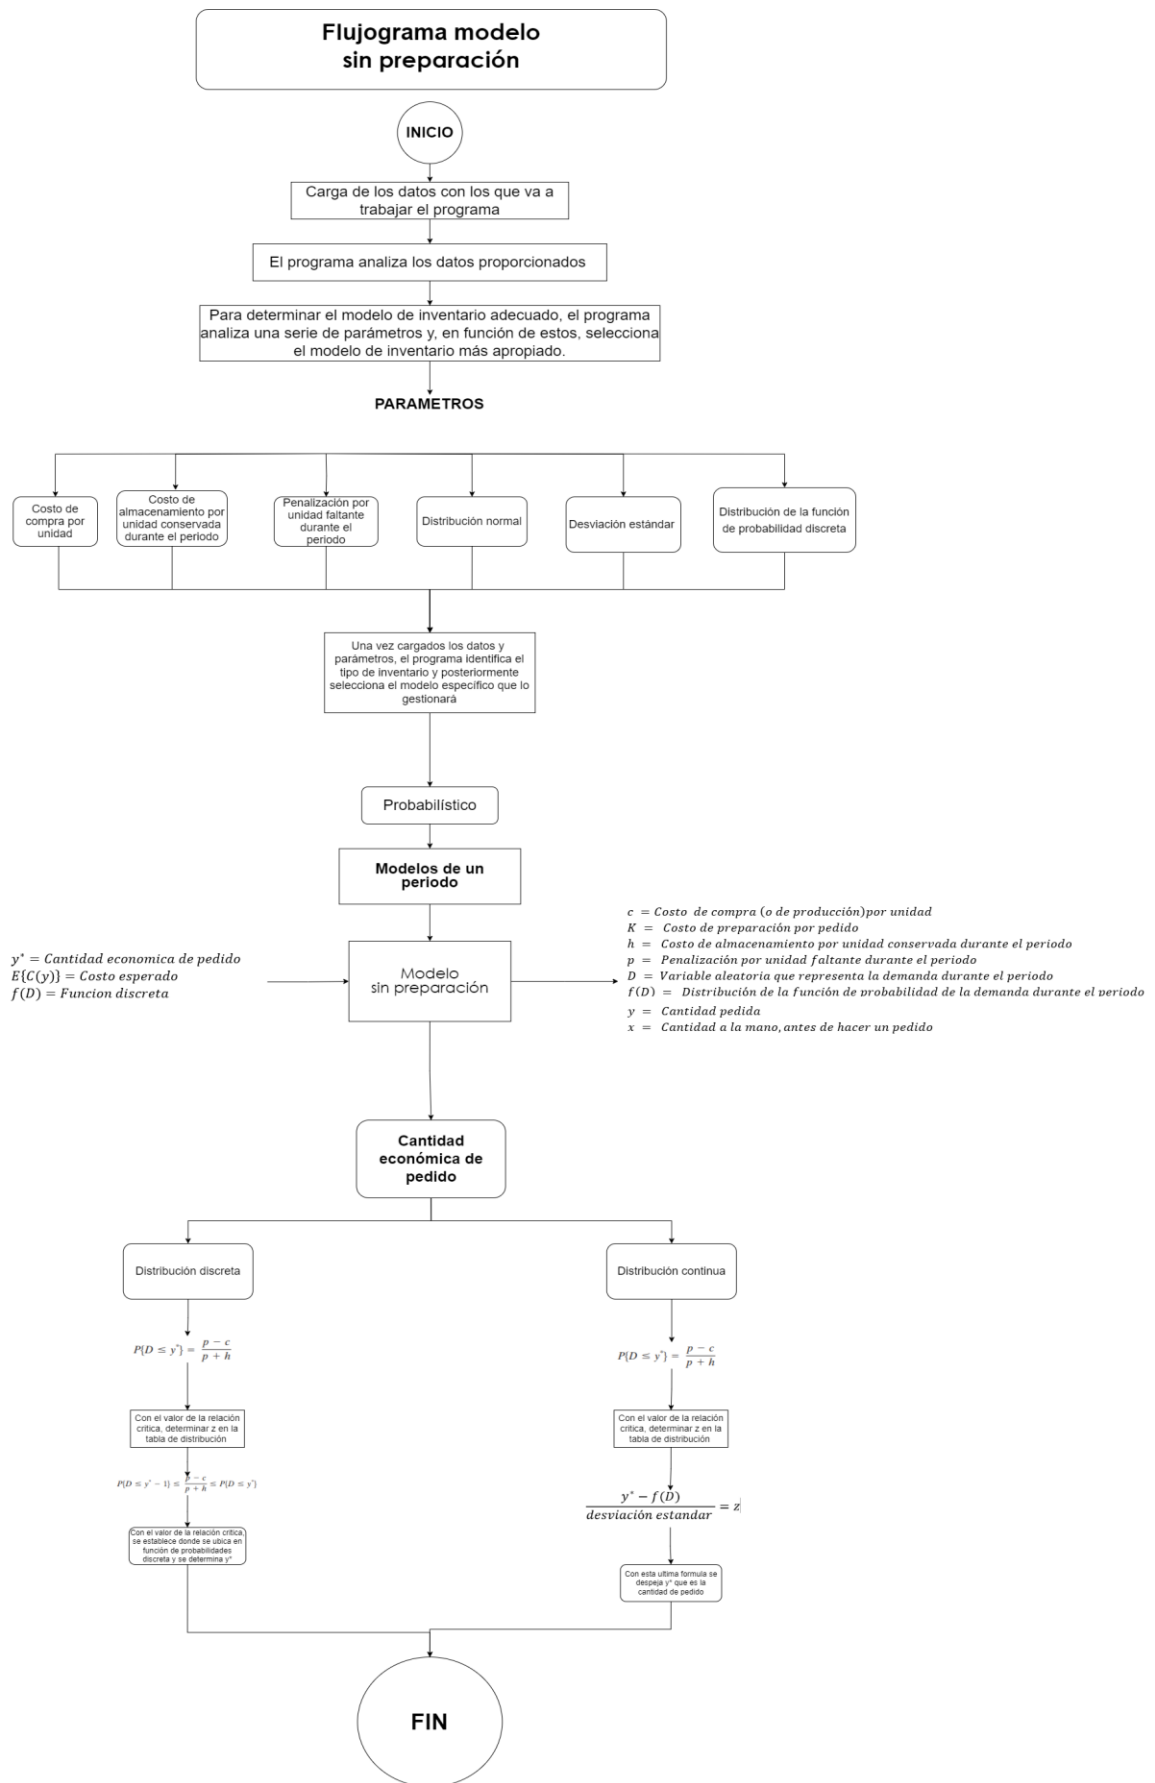 Flujograma modelo
sin preparación
INICIO
Carga de los datos con los que va a
trabajar el programa
El programa analiza los datos proporcionados
Para determinar el modelo de inventario adecuado, el programa
analiza una serie de parámetros y, en función de estos, selecciona
el modelo de inventario más apropiado.
PARAMETROS
Costo de
compra por
unidad
Costo de
almacenamiento por
unidad conservada
durante el periodo
Penalización por
unidad faltante
durante el
periodo
Distribución normal
Desviación estándar
Distribución de la función
de probabilidad discreta
Una vez cargados los datos y
parámetros, el programa identifica el
tipo de inventario y posteriormente
selecciona el modelo específico que lo
gestionará
Probabilístico
Modelos de un
periodo
y* = Cantidad economica de pedido
E{C(y)} = Costo esperado
f(D) = Funcion discreta
Modelo
sin preparación
c = Costo de compra (o de producción)por unidad
K = Costo de preparación por pedido
h = Costo de almacenamiento por unidad conservada durante el periodo
p = Penalización por unidad faltante durante el periodo
D = Variable aleatoria que representa la demanda durante el periodo
f(D) = Distribución de la función de probabilidad de la demanda durante el periodo
y = Cantidad pedida
x = Cantidad a la mano, antes de hacer un pedido
Cantidad
económica de
pedido
Distribución discreta
P{D ≤ y*} = (p − c)/(p + h)
Con el valor de la relación
critica, determinar z en la
tabla de distribución
P{D ≤ y* − 1} ≤ (p − c)/(p + h) ≤ P{D ≤ y*}
Con el valor de la relación critica,
se establece donde se ubica en
función de probabilidades
discreta y se determina y*
Distribución continua
P{D ≤ y*} = (p − c)/(p + h)
Con el valor de la relación
critica, determinar z en la
tabla de distribución
(y* − f(D))/(desviación estandar) = z
Con esta ultima formula se
despeja y* que es la
cantidad de pedido
FIN